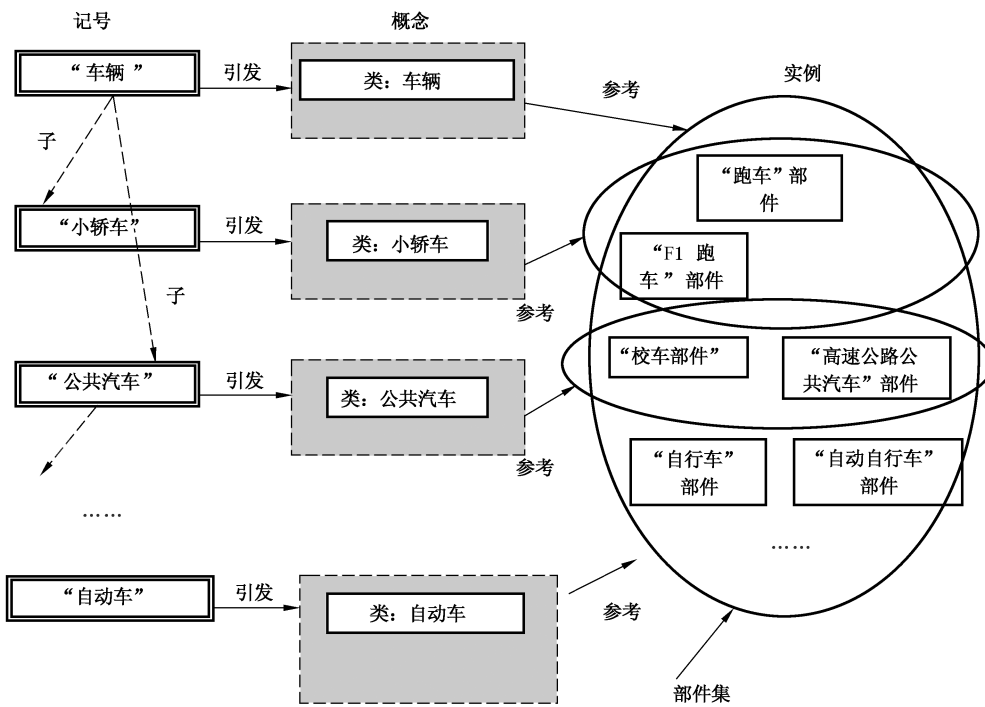 记号
概念
实例
“车辆”
引发
类：车辆
参考
子
“跑车”部
件
“小轿车”
引发
类：小轿车
参考
“F1 跑
车”部件
子
“公共汽车”
引发
类：公共汽车
参考
“校车部件”
“高速公路公
共汽车”部件
“自行车”
部件
“自动自行车”
部件
……
……
“自动车”
引发
类：自动车
参考
部件集